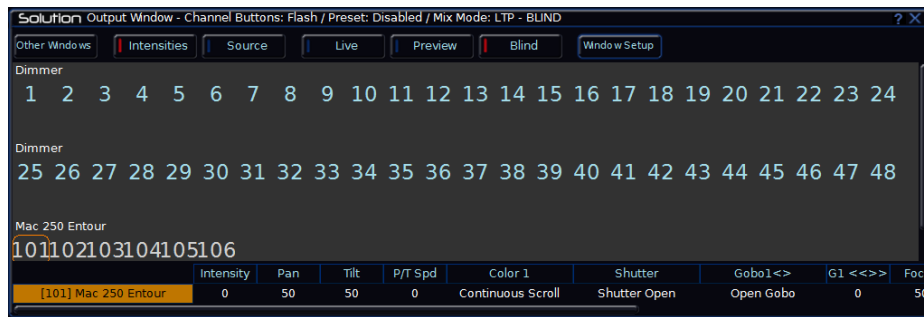 Solution Output Window - Channel Buttons: Flash / Preset: Disabled / Mix Mode: LTP - BLIND ? X
Other Windows Intensities Source Live Preview Blind Window Setup
Dimmer
1 2 3 4 5 6 7 8 9 10 11 12 13 14 15 16 17 18 19 20 21 22 23 24
Dimmer
25 26 27 28 29 30 31 32 33 34 35 36 37 38 39 40 41 42 43 44 45 46 47 48
Mac 250 Entour
101 102 103 104 105 106
Intensity Pan Tilt P/T Spd Color 1 Shutter Gobo1<> G1 <<>> Foc
[101] Mac 250 Entour 0 50 50 0 Continuous Scroll Shutter Open Open Gobo 0 50